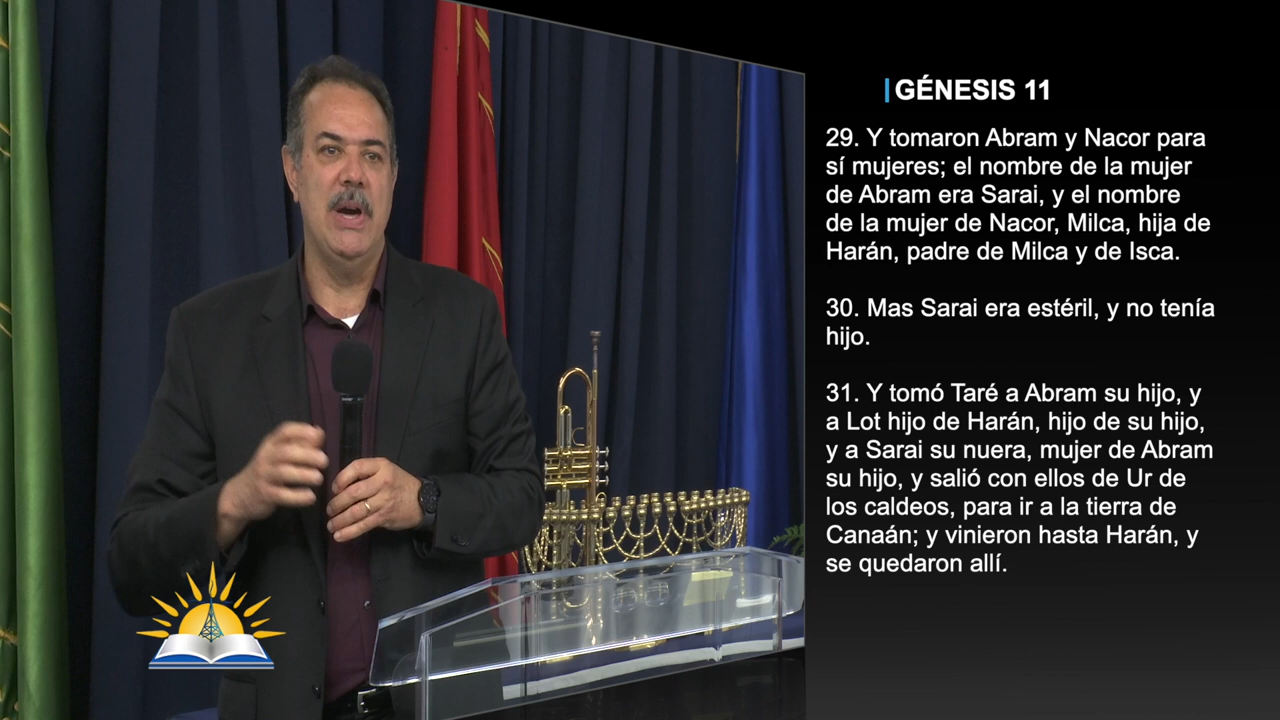 GÉNESIS 11
29. Y tomaron Abram y Nacor para
sí mujeres; el nombre de la mujer
de Abram era Sarai, y el nombre
de la mujer de Nacor, Milca, hija de
Harán, padre de Milca y de Isca.
30. Mas Sarai era estéril, y no tenía
hijo.
31. Y tomó Taré a Abram su hijo, y
a Lot hijo de Harán, hijo de su hijo,
y a Sarai su nuera, mujer de Abram
su hijo, y salió con ellos de Ur de
los caldeos, para ir a la tierra de
Canaán; y vinieron hasta Harán, y
se quedaron allí.